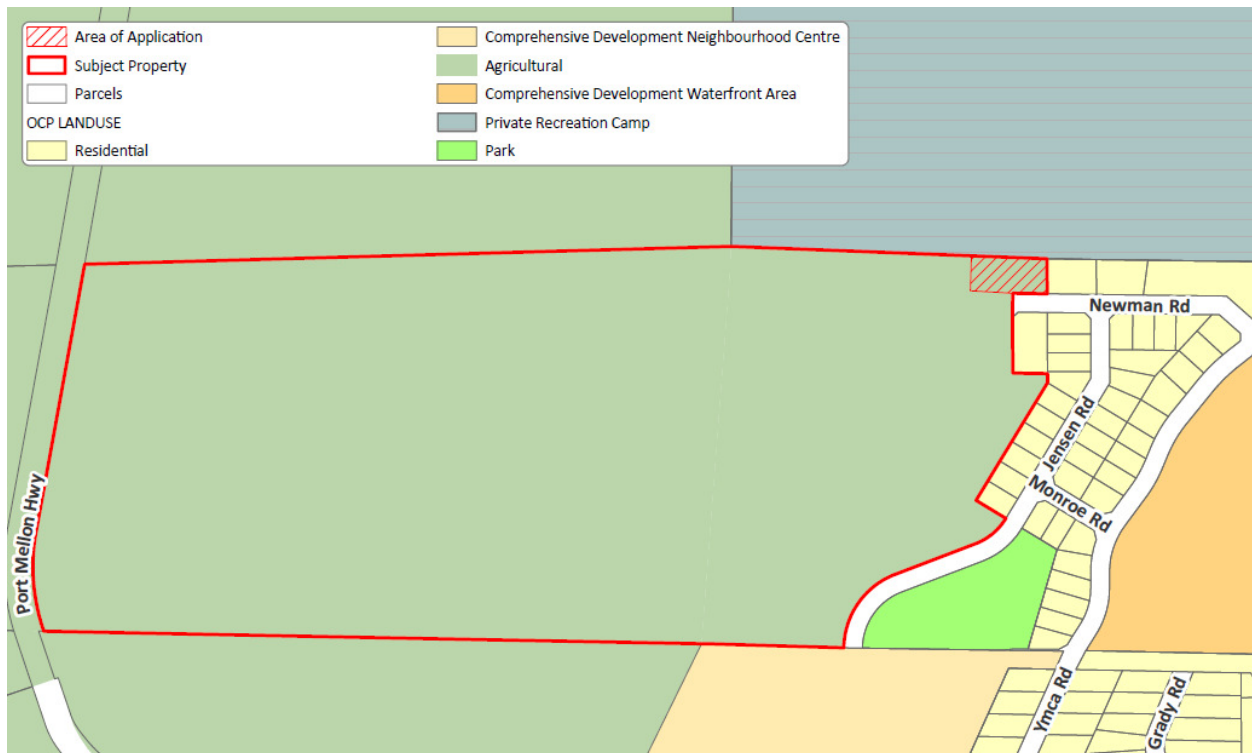 Area of Application
Subject Property
Parcels
OCP LANDUSE
Residential
Comprehensive Development Neighbourhood Centre
Agricultural
Comprehensive Development Waterfront Area
Private Recreation Camp
Park
Newman Rd
Jensen Rd
Monroe Rd
Port Mellon Hwy
Ymca Rd
Grady Rd